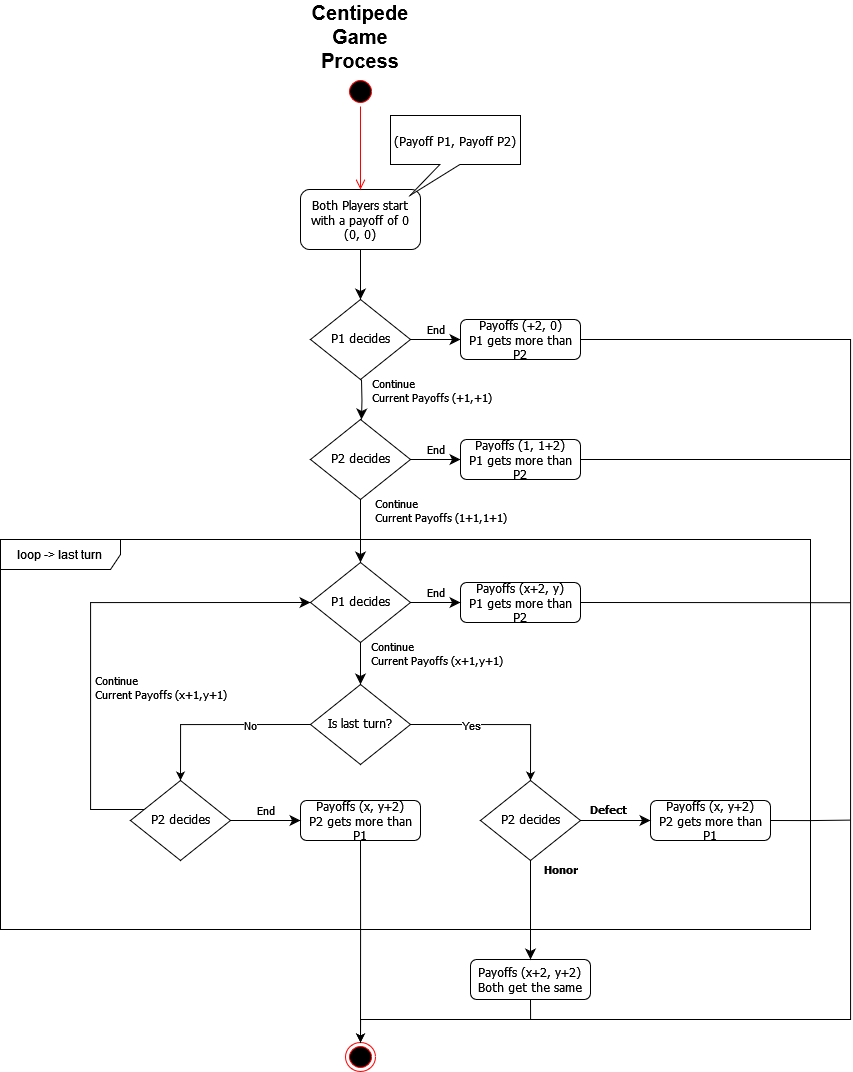 Centipede
Game
Process
(Payoff P1, Payoff P2)
Both Players start
with a payoff of 0
(0, 0)
P1 decides
End
Payoffs (+2, 0)
P1 gets more than
P2
Continue
Current Payoffs (+1,+1)
P2 decides
End
Payoffs (1, 1+2)
P1 gets more than
P2
Continue
Current Payoffs (1+1,1+1)
loop -> last turn
P1 decides
End
Payoffs (x+2, y)
P1 gets more than
P2
Continue
Current Payoffs (x+1,y+1)
Continue
Current Payoffs (x+1,y+1)
Is last turn?
No
Yes
P2 decides
End
Payoffs (x, y+2)
P2 gets more than
P1
P2 decides
Defect
Payoffs (x, y+2)
P2 gets more than
P1
Honor
Payoffs (x+2, y+2)
Both get the same